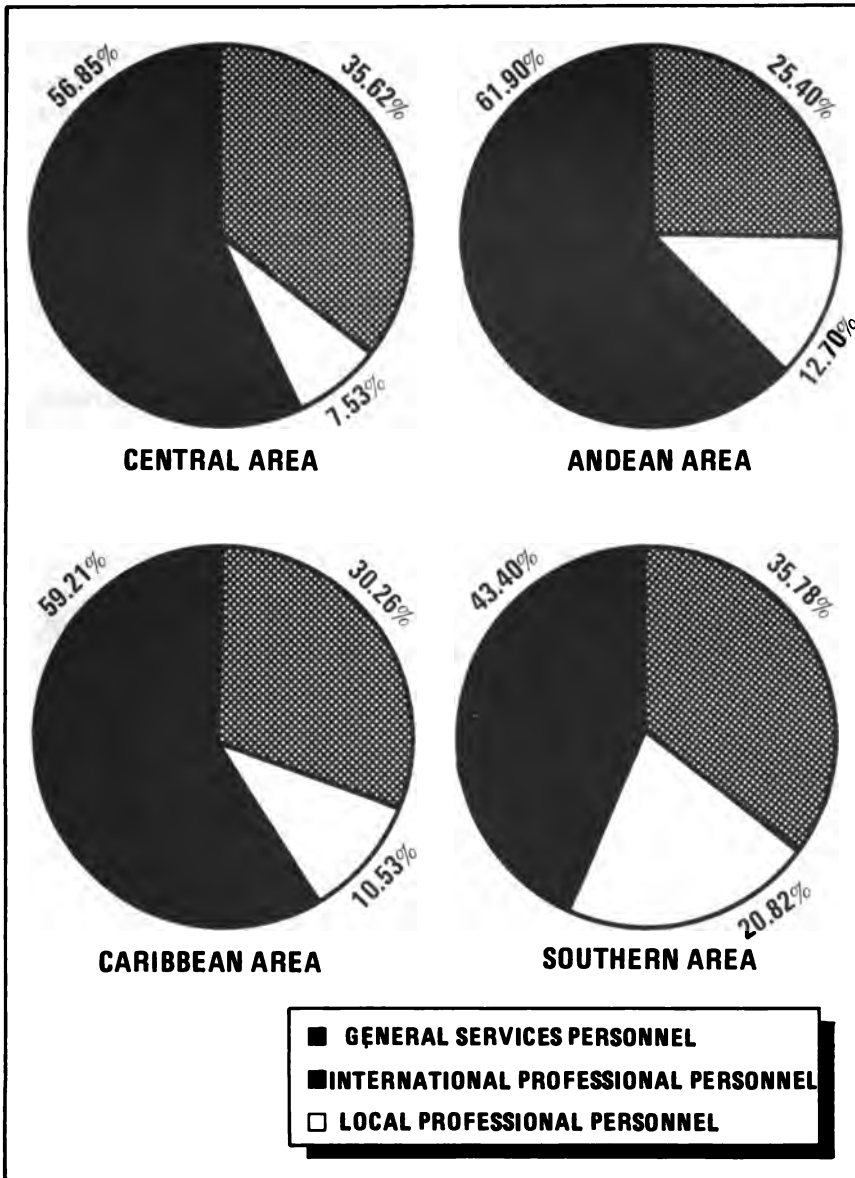 56.85%
35.62%
7.53%
CENTRAL AREA
61.90%
25.40%
12.70%
ANDEAN AREA
59.21%
30.26%
10.53%
CARIBBEAN AREA
43.40%
35.78%
20.82%
SOUTHERN AREA
GENERAL SERVICES PERSONNEL
INTERNATIONAL PROFESSIONAL PERSONNEL
LOCAL PROFESSIONAL PERSONNEL